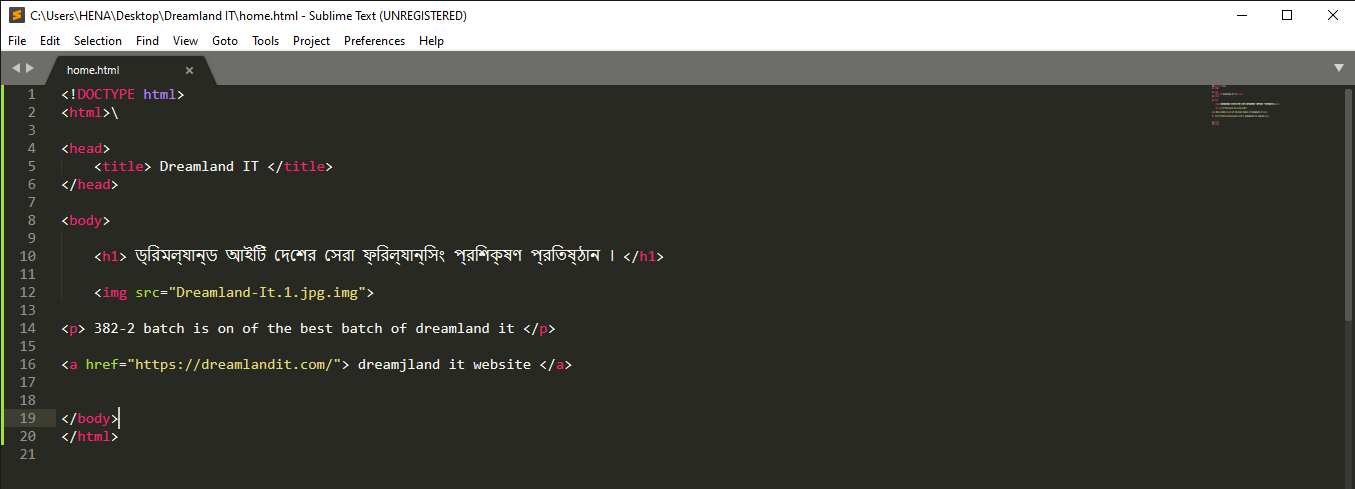 C:\Users\HENA\Desktop\Dreamland IT\home.html - Sublime Text (UNREGISTERED)
File Edit Selection Find View Goto Tools Project Preferences Help
home.html
1 <!DOCTYPE html>
2 <html>\
3
4 <head>
5 <title> Dreamland IT </title>
6 </head>
7
8 <body>
9
10 <h1> ড্রিমল্যান্ড আইটি দেশের সেরা ফ্রিল্যান্সিং প্রশিক্ষণ প্রতিষ্ঠান । </h1>
11
12 <img src="Dreamland-It.1.jpg.img">
13
14 <p> 382-2 batch is on of the best batch of dreamland it </p>
15
16 <a href="https://dreamlandit.com/"> dreamjland it website </a>
17
18
19 </body>
20 </html>
21